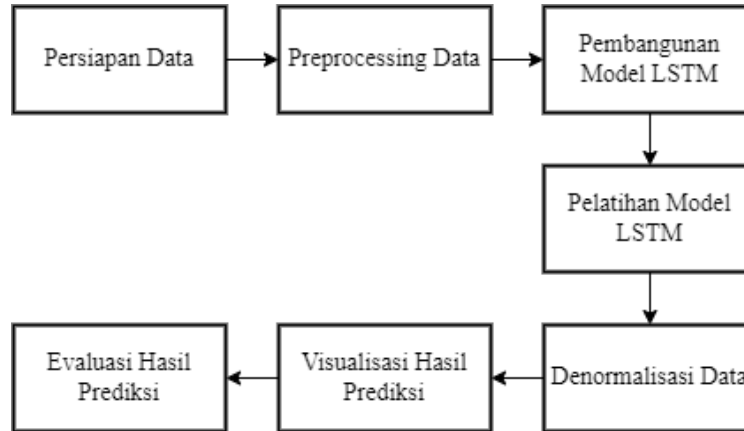 Persiapan Data
Preprocessing Data
Pembangunan
Model LSTM
Pelatihan Model
LSTM
Denormalisasi Data
Visualisasi Hasil
Prediksi
Evaluasi Hasil
Prediksi